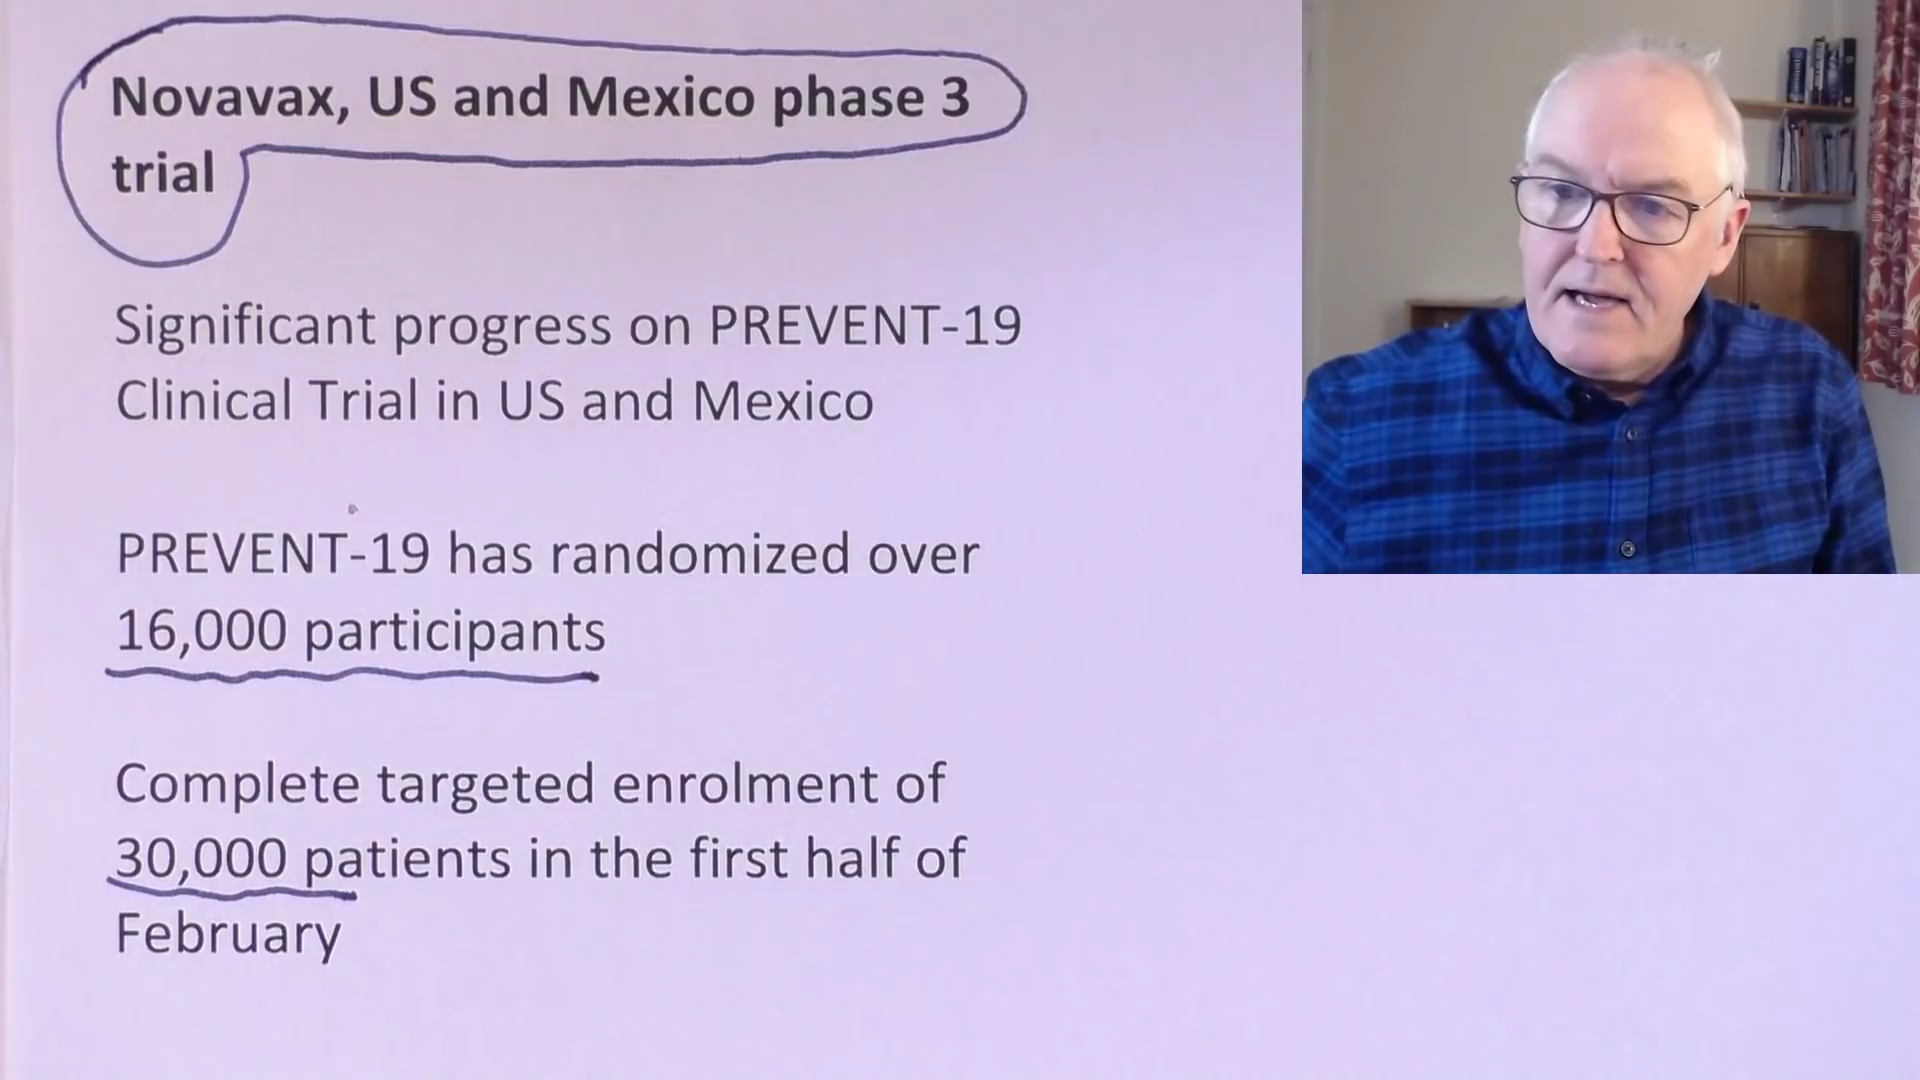 Novavax, US and Mexico phase 3
trial
Significant progress on PREVENT-19
Clinical Trial in US and Mexico
PREVENT-19 has randomized over
16,000 participants
Complete targeted enrolment of
30,000 patients in the first half of
February